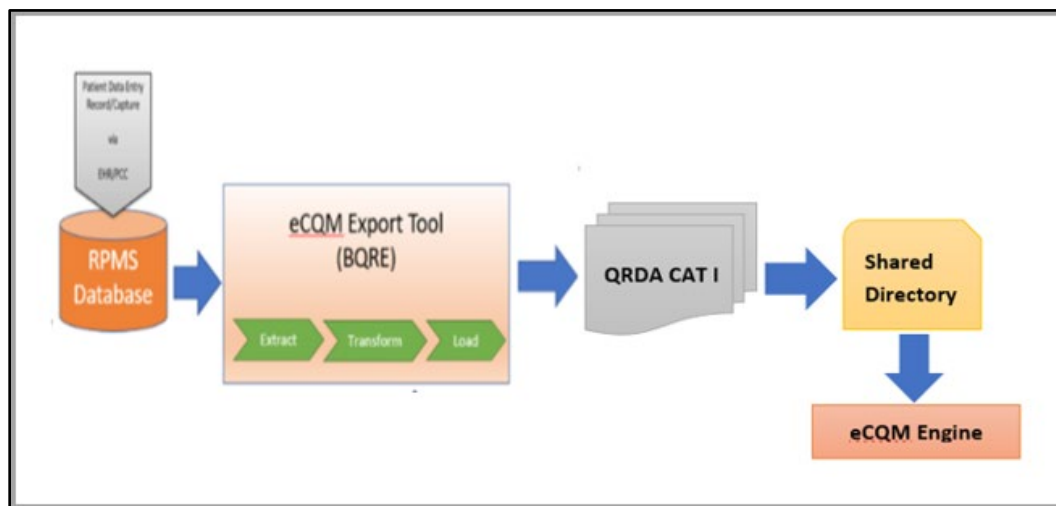 Patient Data Entry
Record/Capture
via
EHR/PCC
RPMS
Database
eCQM Export Tool
(BQRE)
Extract
Transform
Load
QRDA CAT I
Shared
Directory
eCQM Engine